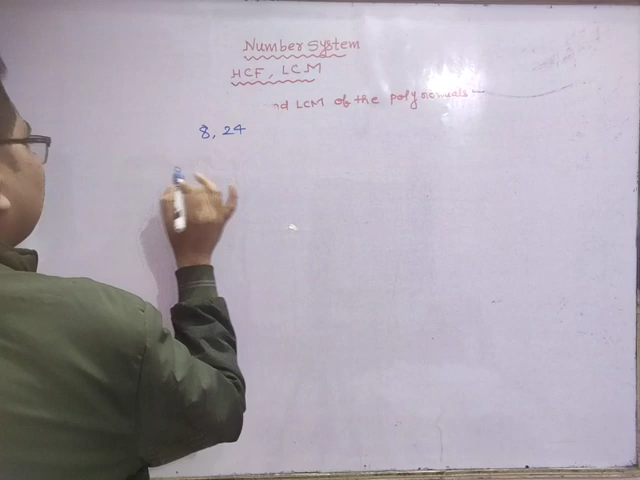 Number System
HCF, LCM
nd LCM of the polynomials -
8, 24